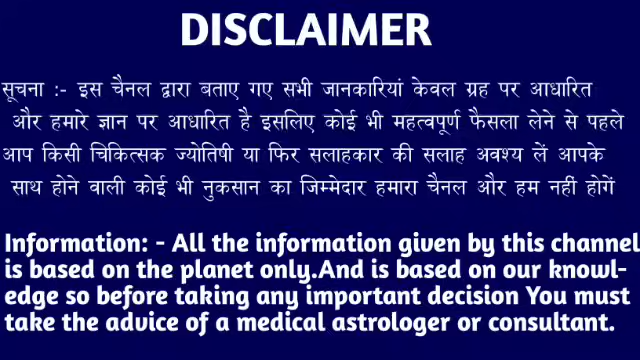 DISCLAIMER
सूचना :- इस चैनल द्वारा बताए गए सभी जानकारियां केवल ग्रह पर आधारित
और हमारे ज्ञान पर आधारित है इसलिए कोई भी महत्वपूर्ण फैसला लेने से पहले
आप किसी चिकित्सक ज्योतिषी या फिर सलाहकार की सलाह अवश्य लें आपके
साथ होने वाली कोई भी नुकसान का जिम्मेदार हमारा चैनल और हम नहीं होगें
Information: - All the information given by this channel
is based on the planet only.And is based on our knowl-
edge so before taking any important decision You must
take the advice of a medical astrologer or consultant.